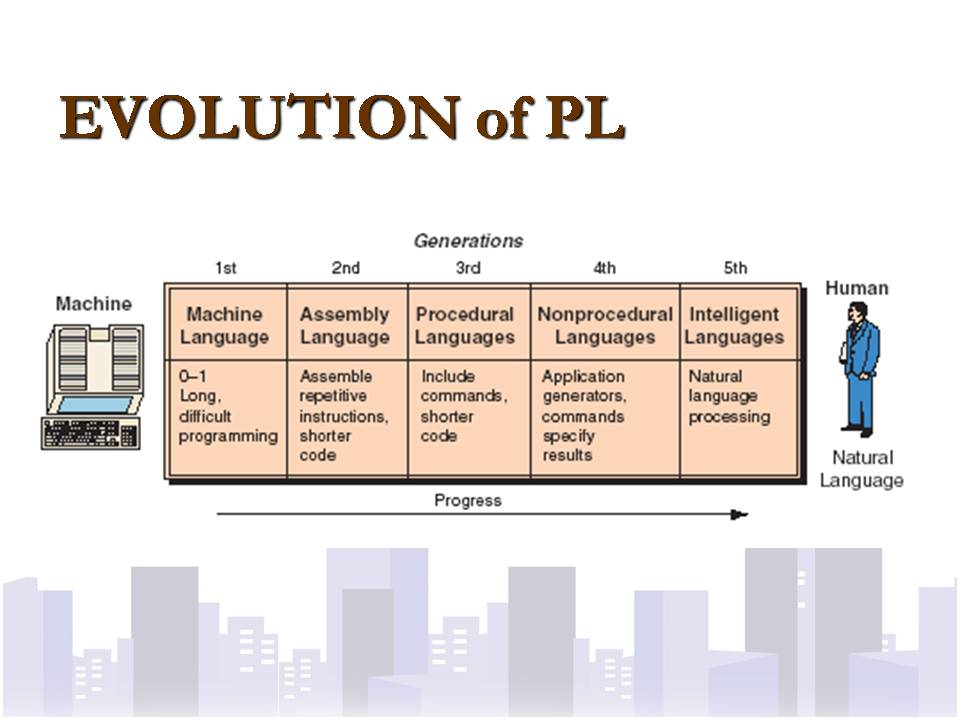 EVOLUTION of PL
Generations
1st 2nd 3rd 4th 5th
Machine
Human
Machine
Language
Assembly
Language
Procedural
Languages
Nonprocedural
Languages
Intelligent
Languages
0–1
Long,
difficult
programming
Assemble
repetitive
instructions,
shorter
code
Include
commands,
shorter
code
Application
generators,
commands
specify
results
Natural
language
processing
Natural
Language
Progress